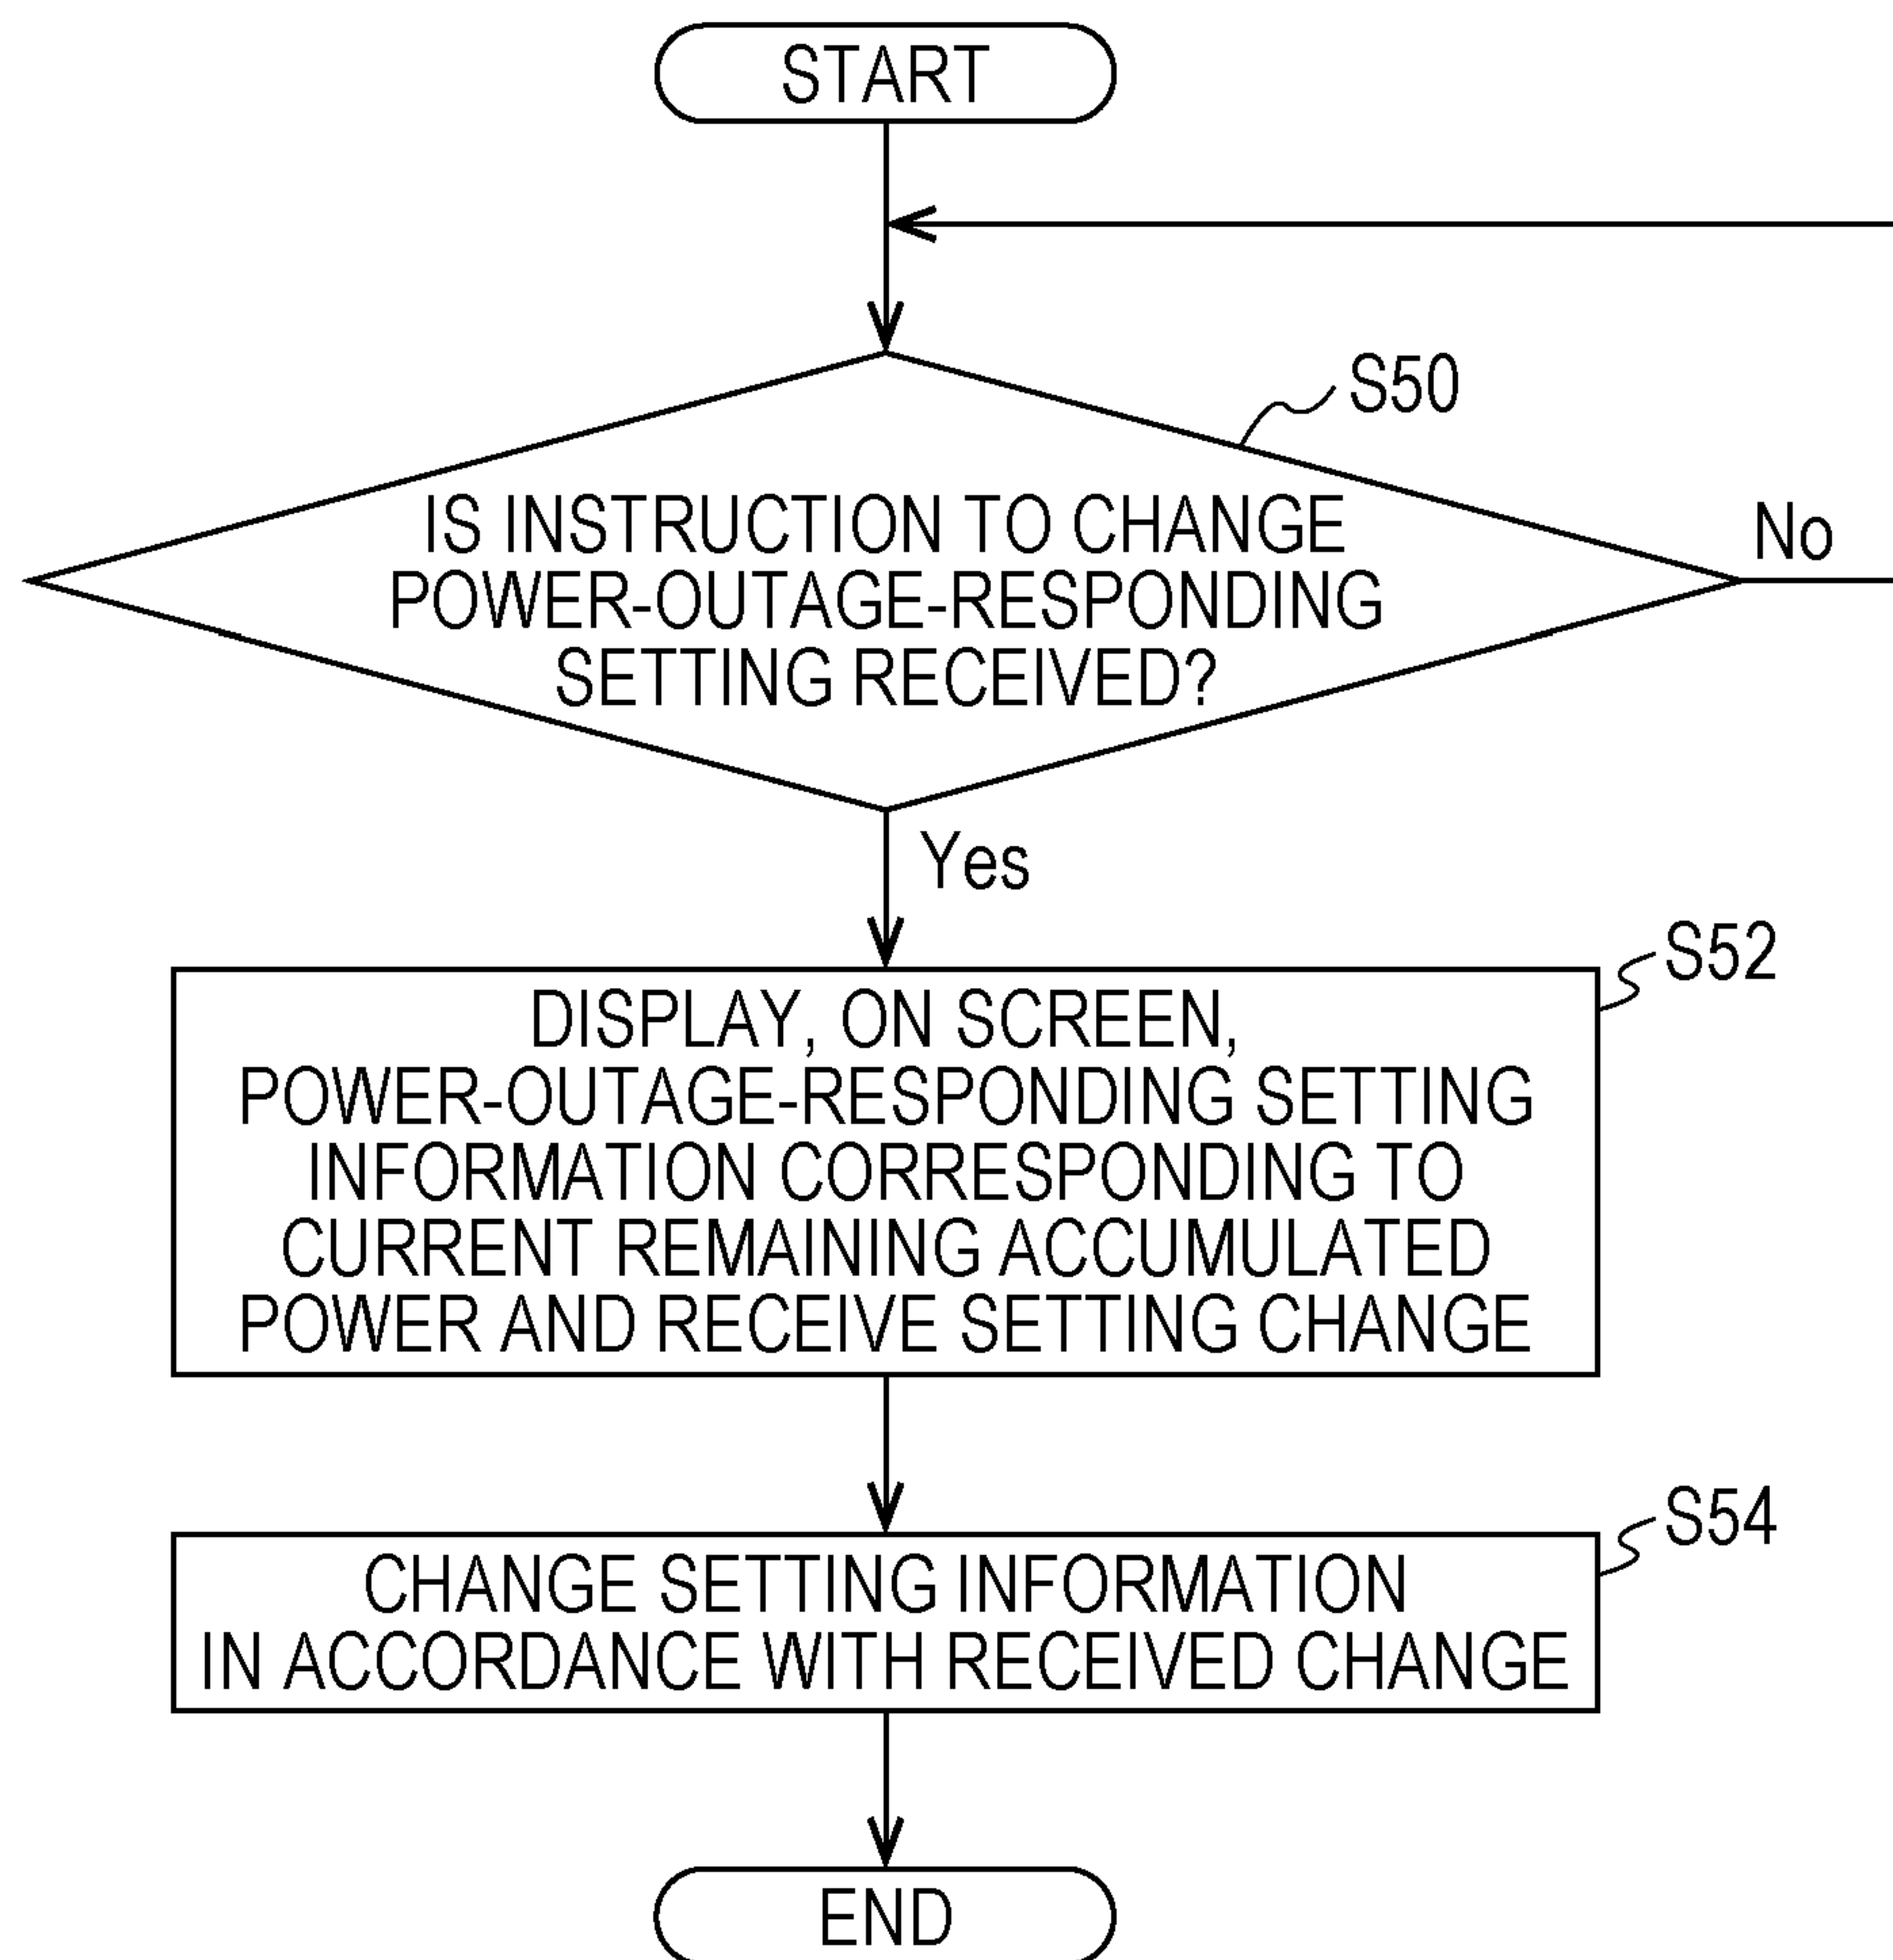 START
S50
IS INSTRUCTION TO CHANGE
POWER-OUTAGE-RESPONDING
SETTING RECEIVED?
No
Yes
S52
DISPLAY, ON SCREEN,
POWER-OUTAGE-RESPONDING SETTING
INFORMATION CORRESPONDING TO
CURRENT REMAINING ACCUMULATED
POWER AND RECEIVE SETTING CHANGE
S54
CHANGE SETTING INFORMATION
IN ACCORDANCE WITH RECEIVED CHANGE
END